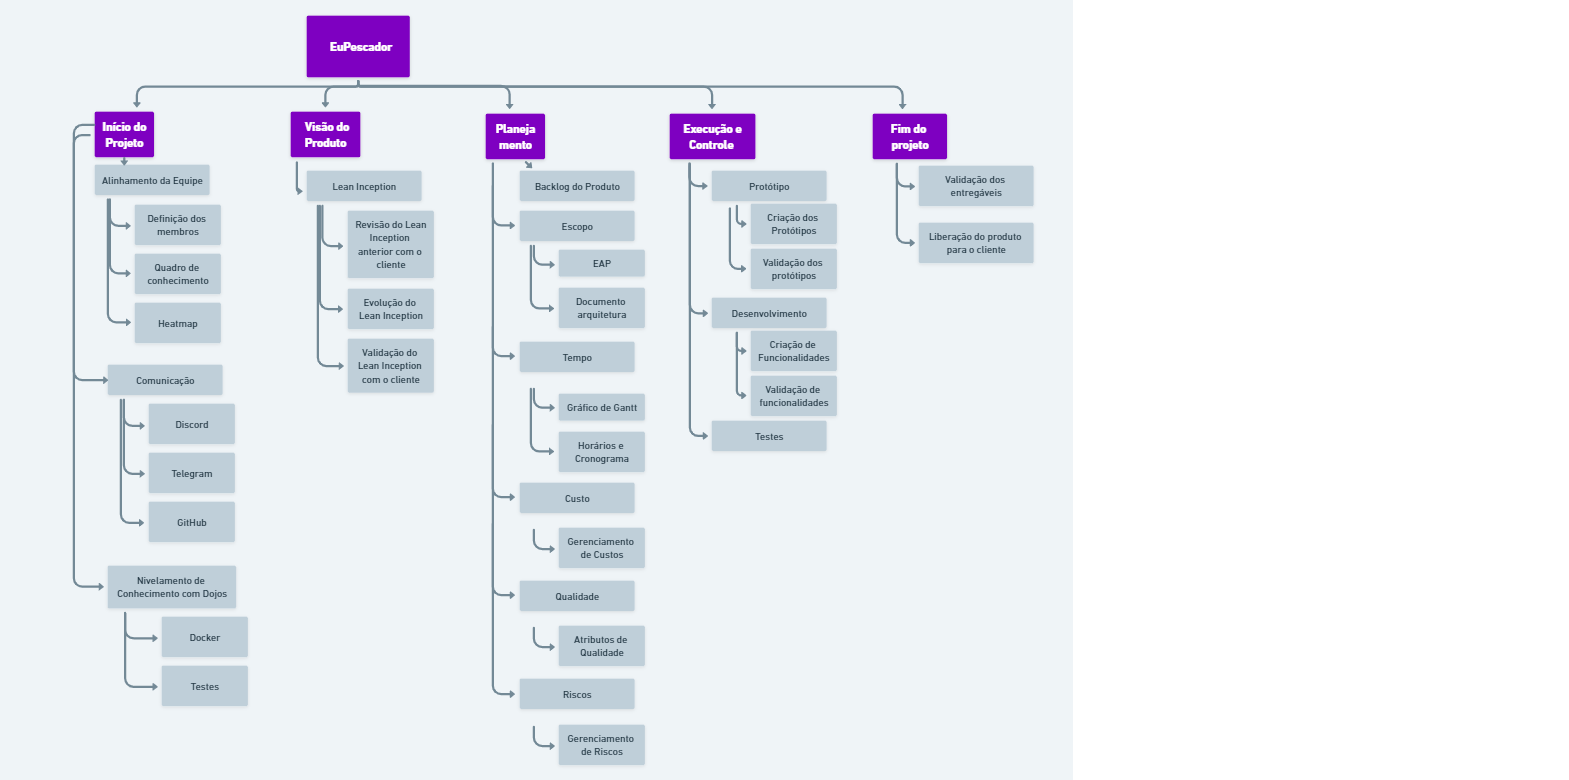 EuPescador
Início do
Projeto
Alinhamento da Equipe
Definição dos
membros
Quadro de
conhecimento
Heatmap
Comunicação
Discord
Telegram
GitHub
Nivelamento de
Conhecimento com Dojos
Docker
Testes
Visão do
Produto
Lean Inception
Revisão do Lean
Inception
anterior com o
cliente
Evolução do
Lean Inception
Validação do
Lean Inception
com o cliente
Planeja
mento
Backlog do Produto
Escopo
EAP
Documento
arquitetura
Tempo
Gráfico de Gantt
Horários e
Cronograma
Custo
Gerenciamento
de Custos
Qualidade
Atributos de
Qualidade
Riscos
Gerenciamento
de Riscos
Execução e
Controle
Protótipo
Criação dos
Protótipos
Validação dos
protótipos
Desenvolvimento
Criação de
Funcionalidades
Validação de
funcionalidades
Testes
Fim do
projeto
Validação dos
entregáveis
Liberação do produto
para o cliente